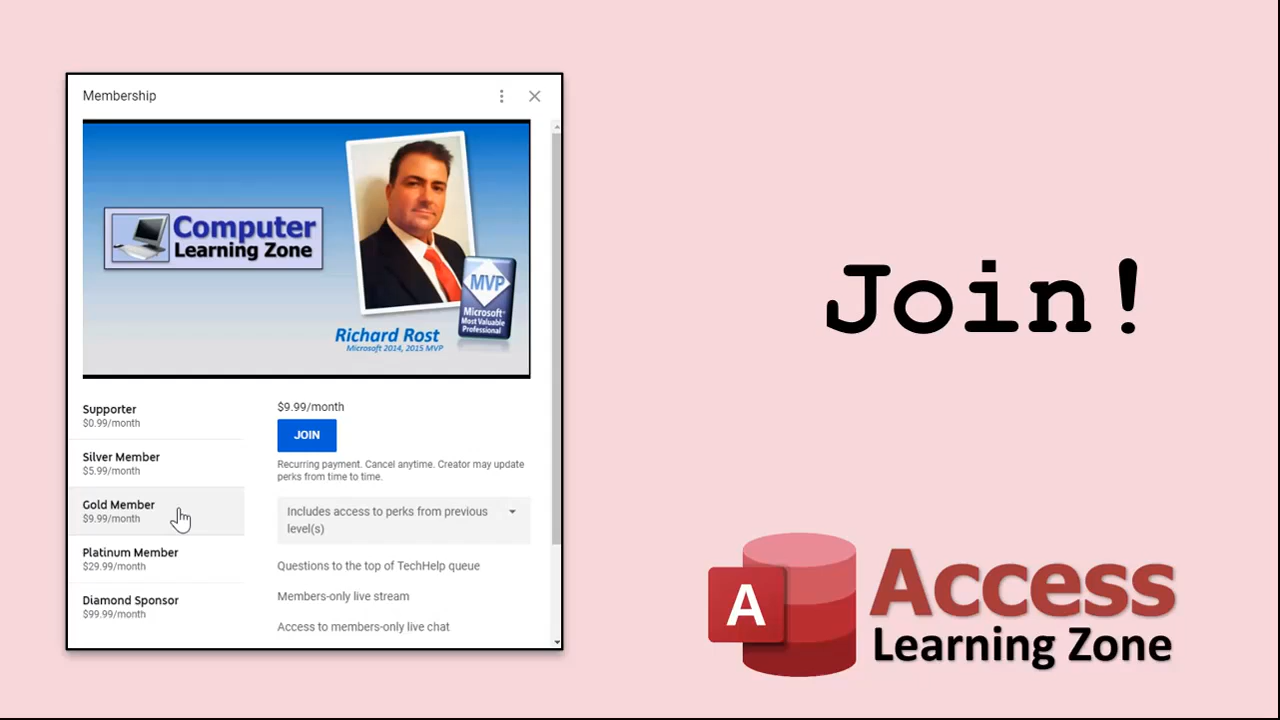 Membership
Computer
Learning Zone
MVP
Microsoft®
Most Valuable
Professional
Richard Rost
Microsoft 2014, 2015 MVP
Supporter
$0.99/month
Silver Member
$5.99/month
Gold Member
$9.99/month
Platinum Member
$29.99/month
Diamond Sponsor
$99.99/month
$9.99/month
JOIN
Recurring payment. Cancel anytime. Creator may update
perks from time to time.
Includes access to perks from previous
level(s)
Questions to the top of TechHelp queue
Members-only live stream
Access to members-only live chat
Join!
A
Access
Learning Zone